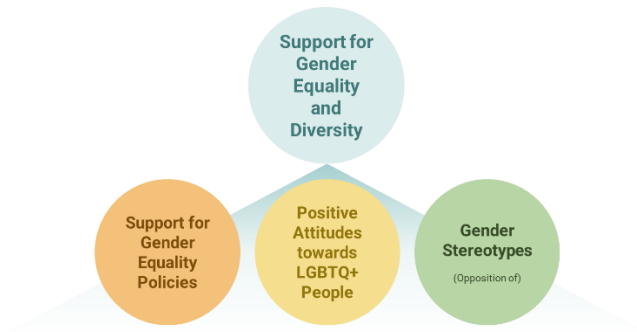 Support for
Gender
Equality
and
Diversity
Support for
Gender
Equality
Policies
Positive
Attitudes
towards
LGBTQ+
People
Gender
Stereotypes
(Opposition of)